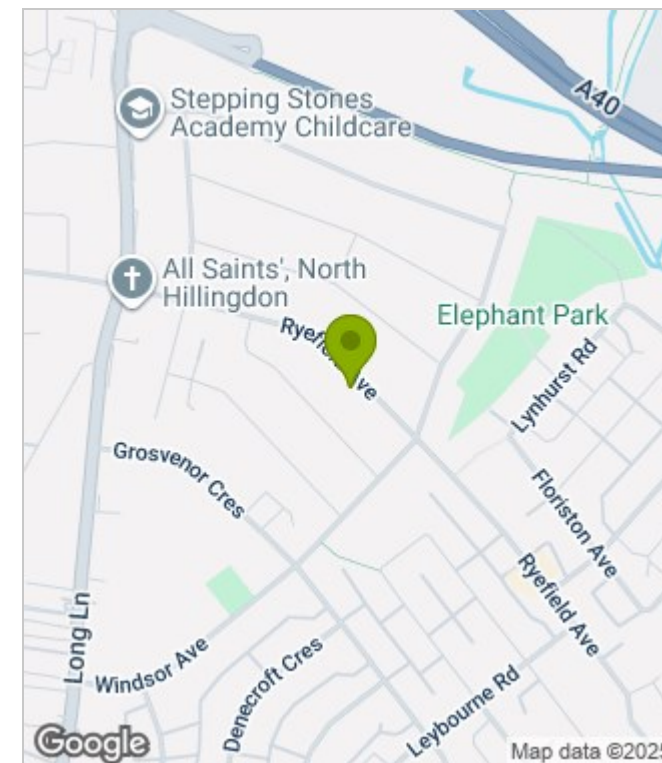 A40
Stepping Stones
Academy Childcare
All Saints', North
Hillingdon
Elephant Park
Ave
Lynhurst Rd
Grosvenor Cres
Floriston Ave
Ryefield Ave
Long Ln
Windsor Ave
Denecroft Cres
Leybourne Rd
Google
Map data ©2025